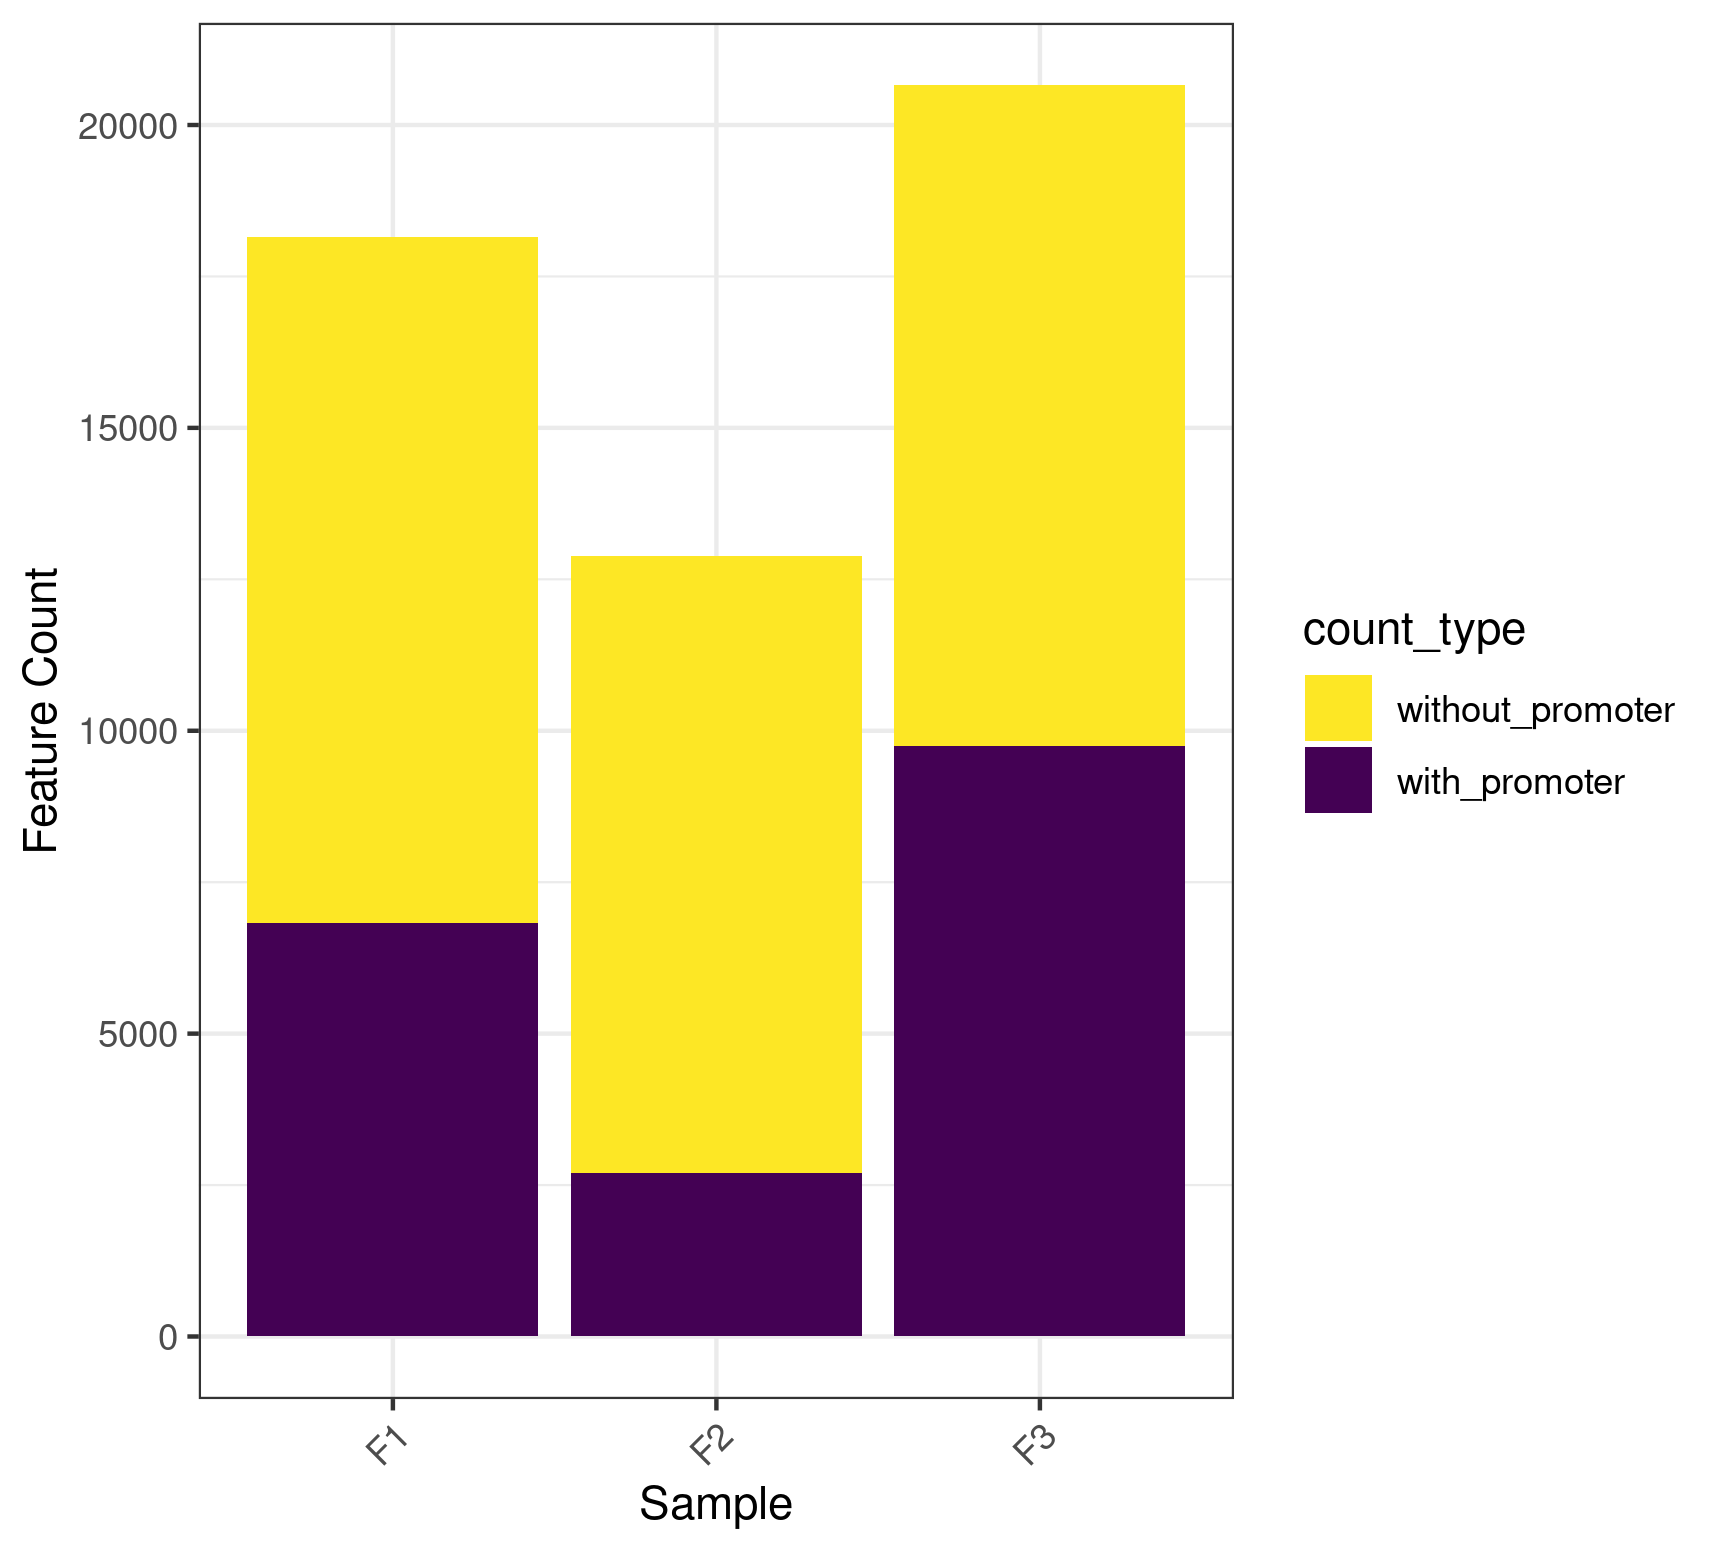 Feature Count
20000
15000
10000
5000
0
F1
F2
F3
Sample
count_type
without_promoter
with_promoter